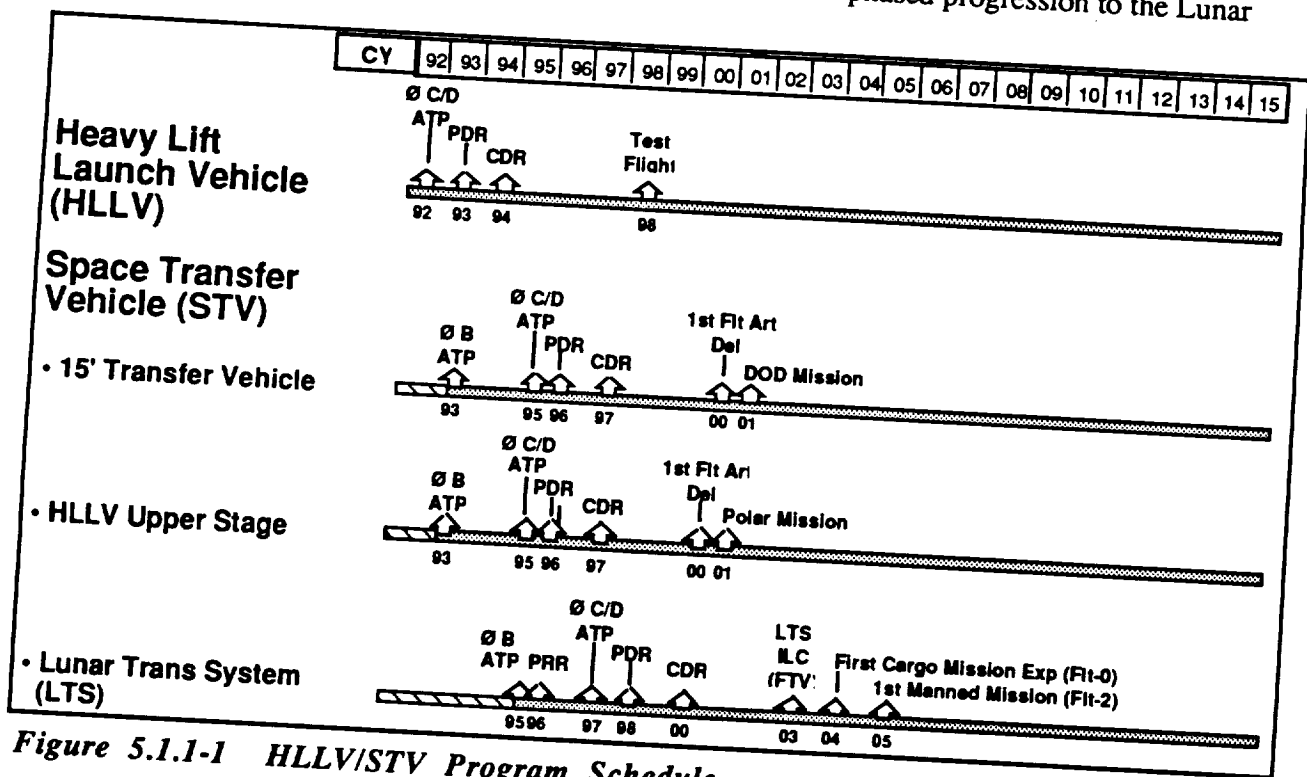 phased progression to the Lunar
CY 92 93 94 95 96 97 98 99 00 01 02 03 04 05 06 07 08 09 10 11 12 13 14 15
Heavy Lift
Launch Vehicle
(HLLV)
Ø C/D
ATP
PDR
CDR
Test
Flight
92 93 94 98
Space Transfer
Vehicle (STV)
• 15' Transfer Vehicle
Ø B
ATP
Ø C/D
ATP
PDR
CDR
1st Flt Art
Del
DOD Mission
93 95 96 97 00 01
• HLLV Upper Stage
Ø B
ATP
Ø C/D
ATP
PDR
CDR
1st Flt Art
Del
Polar Mission
93 95 96 97 00 01
• Lunar Trans System
(LTS)
Ø B
ATP
PRR
Ø C/D
ATP
PDR
CDR
LTS
ILC
(FTV)
First Cargo Mission Exp (Flt-0)
1st Manned Mission (Flt-2)
95 96 97 98 00 03 04 05
Figure 5.1.1-1 HLLV/STV Program Schedule